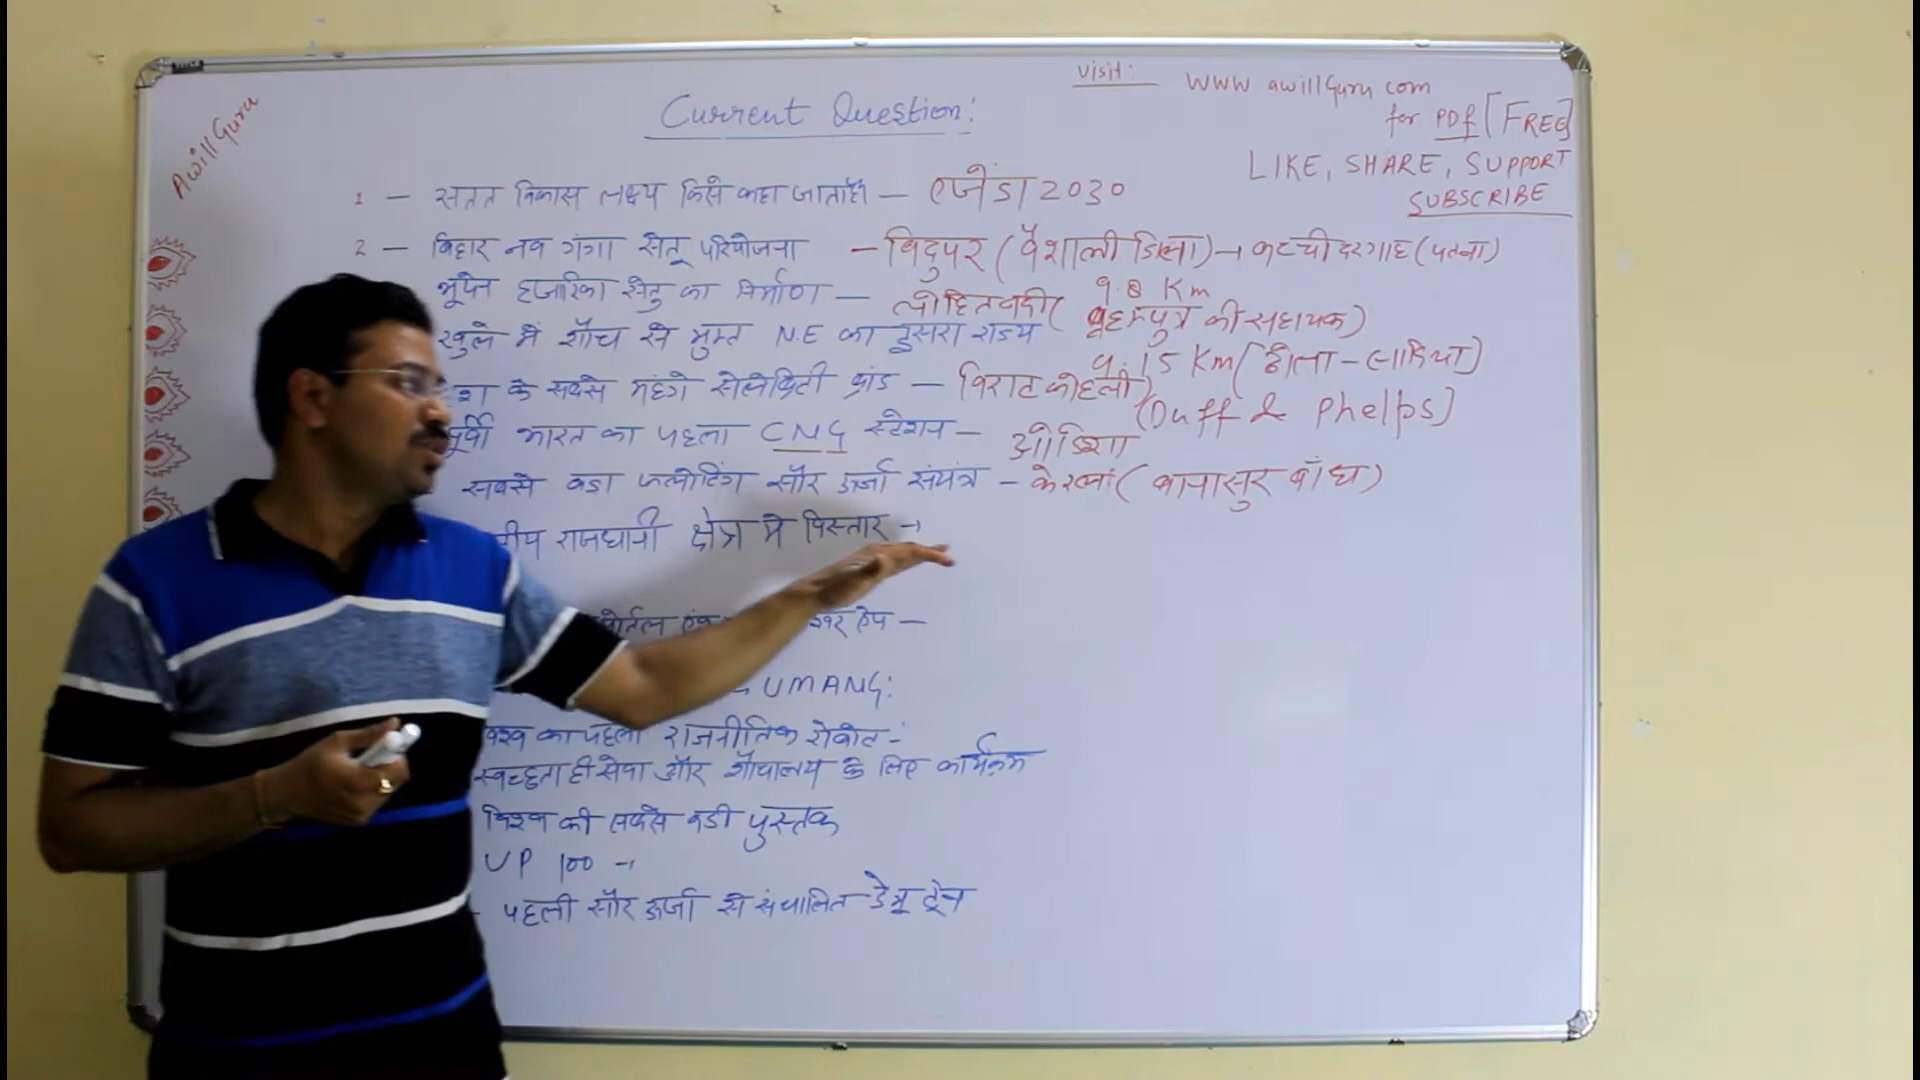 AwillGuru
Current Question:
Visit: www awillGuru com
for PDf [FREE]
LIKE, SHARE, SUPPORT
SUBSCRIBE
1 – सतत विकास लक्ष्य किसे कहा जाता है। – एजेंडा 2030
2 – बिहार नव गंगा सेतू परियोजना – बिदुपर (वैशाली जिला) → कच्ची दरगाह (पटना)
9.8 Km
भूपेन हजारिका सेतु का निर्माण – लोहित नदी ( ब्रह्मपुत्र की सहायक)
खुले में शौच से मुक्त N.E का दुसरा राज्य
9.15 Km (ढोला-सादिया)
के सबसे महंगे सेलेब्रिटी ब्रांड – विराट कोहली
(Duff & Phelps)
पूर्वी भारत का पहला CNG स्टेशन – ओडिशा
सबसे बडा फ्लोटिंग सौर ऊर्जा संयंत्र – केरल (बानासुर बाँध)
राजधानी क्षेत्र में विस्तार →
पोर्टल ऐप –
UMANG:
का पहला राजनीतिक रोबोट -:
स्वच्छता ही सेवा और शौचालय के लिए कार्यक्रम
विश्व की सबसे बडी पुस्तक
UP 100 →
- पहली सौर ऊर्जा से संचालित डेमू ट्रेन